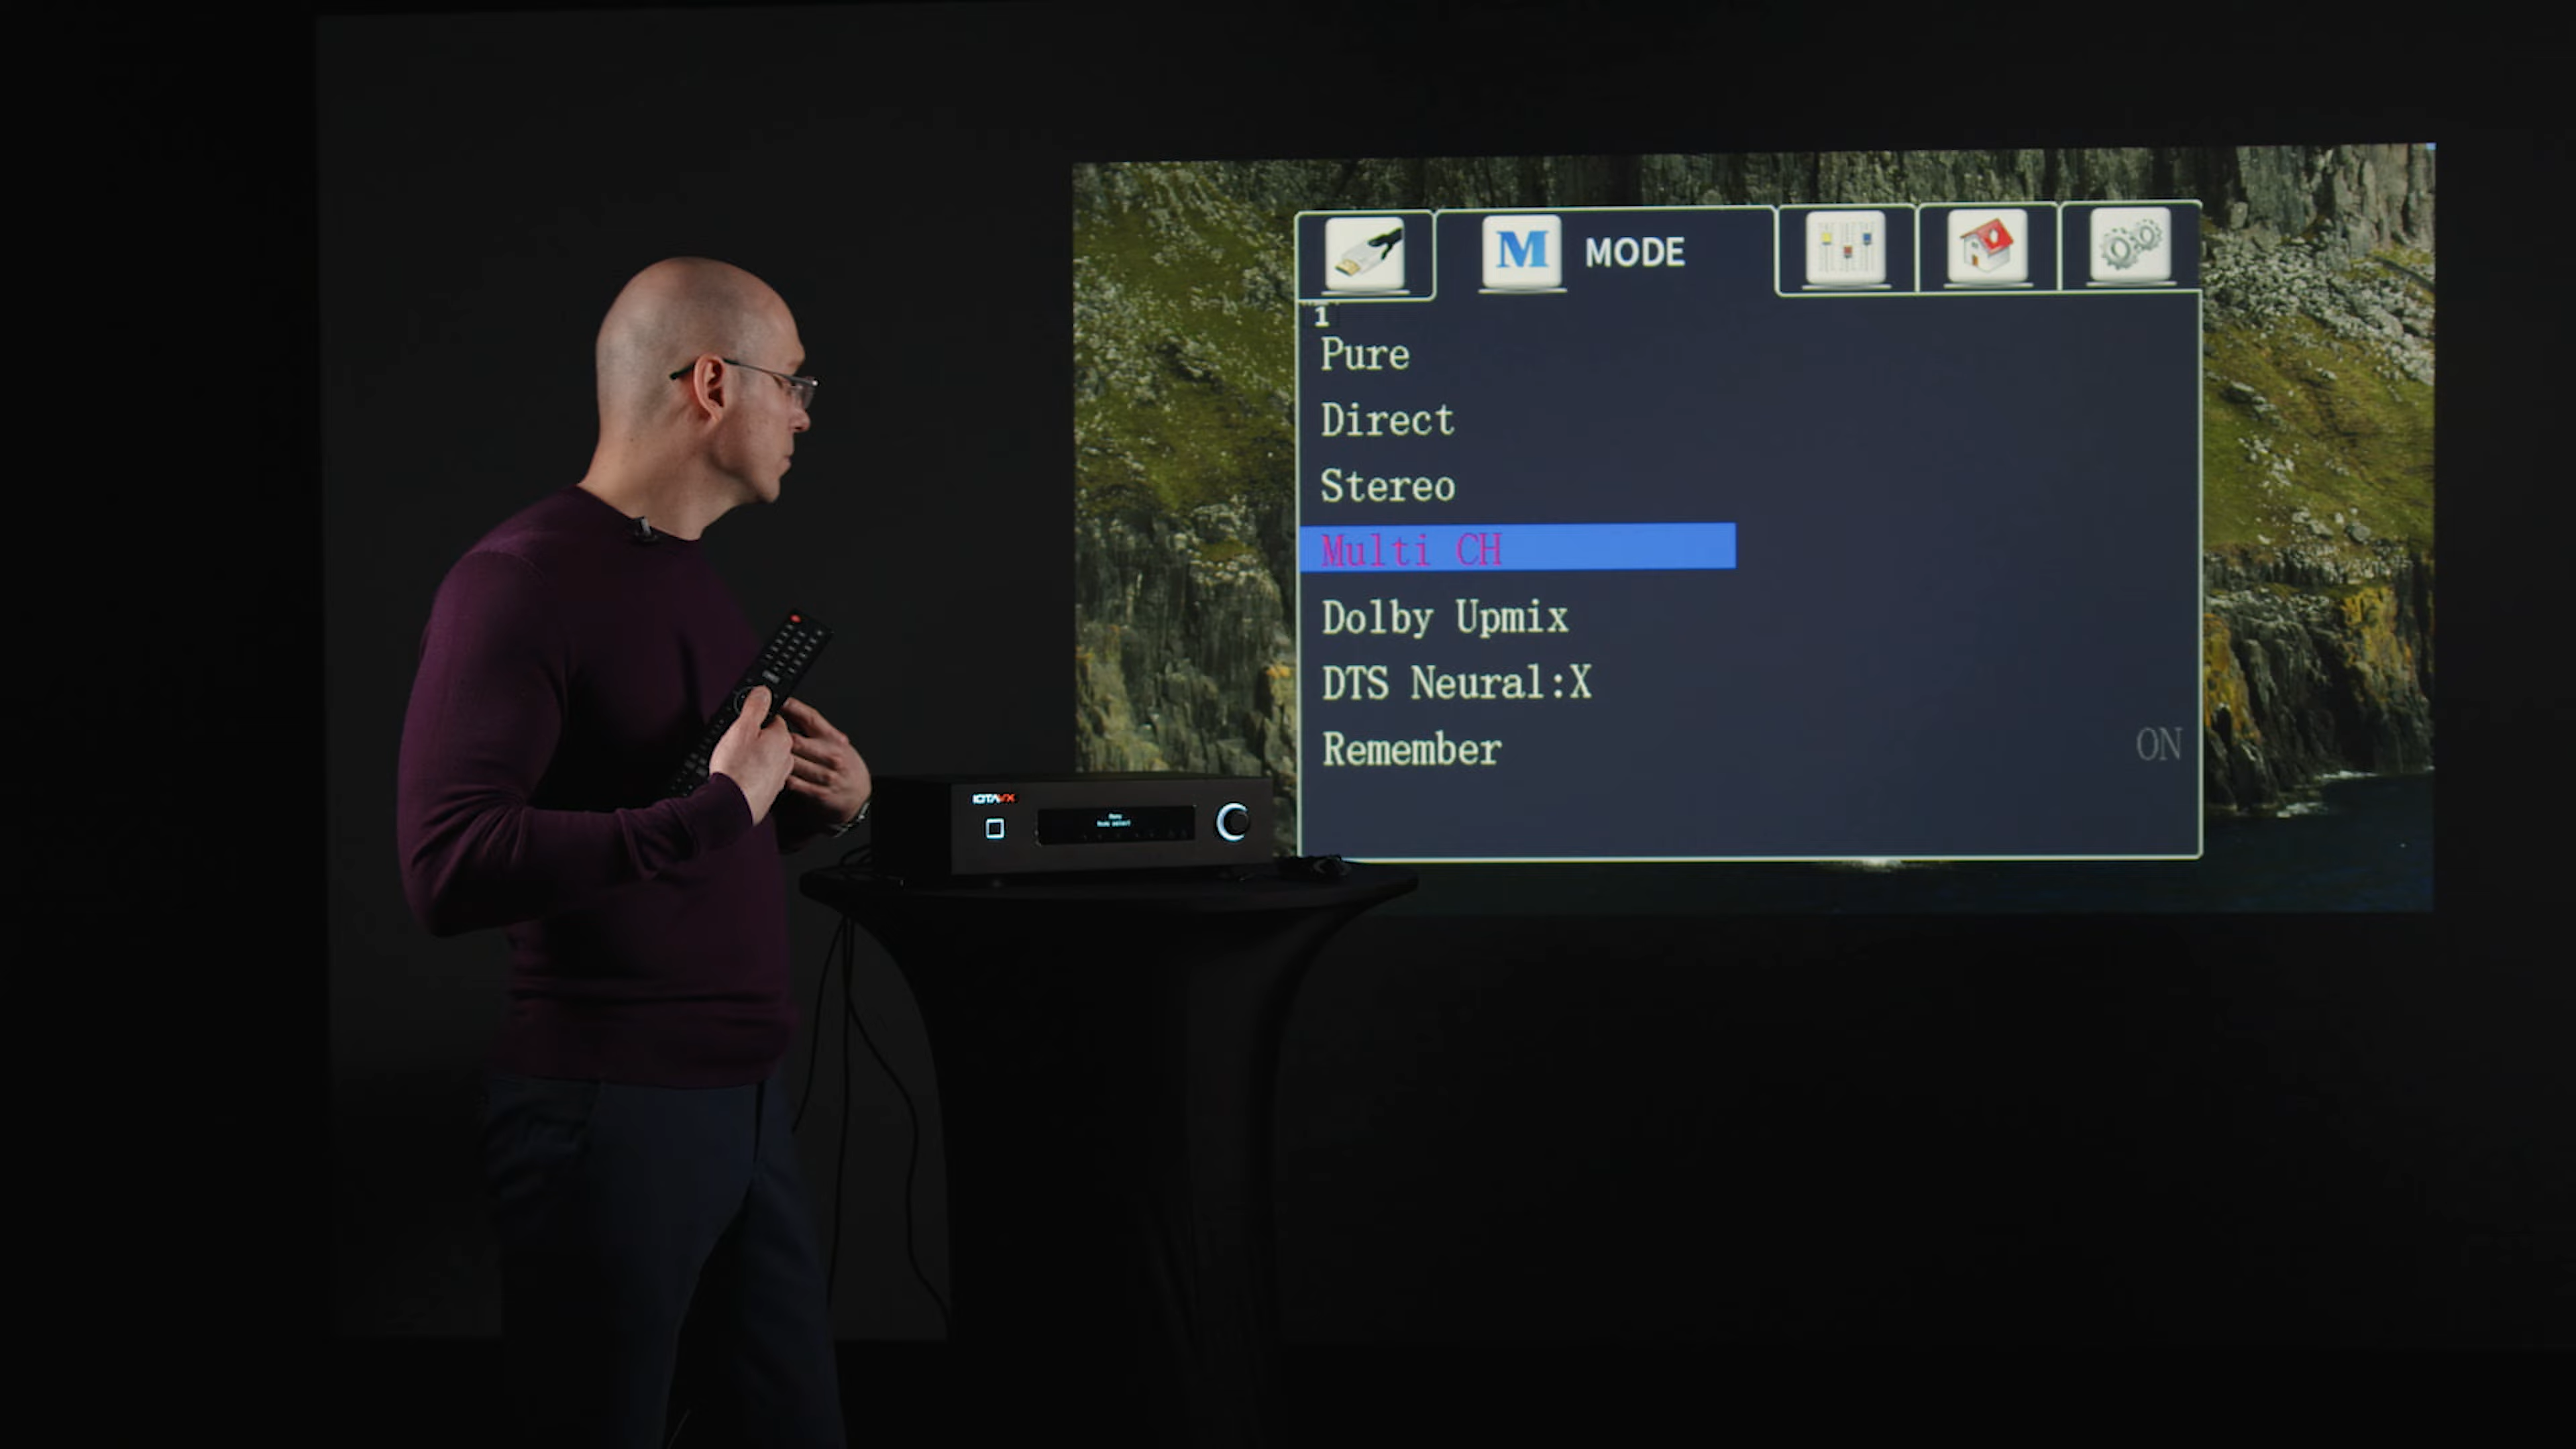 M MODE
1
Pure
Direct
Stereo
Multi CH
Dolby Upmix
DTS Neural:X
Remember ON
IOTAVX